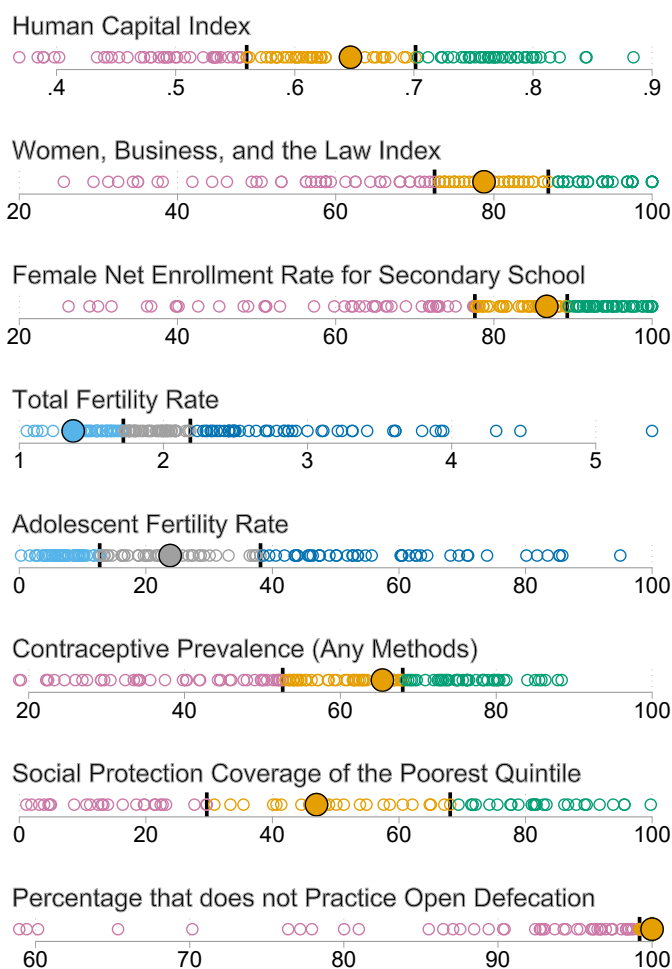 Human Capital Index
.4 .5 .6 .7 .8 .9
Women, Business, and the Law Index
20 40 60 80 100
Female Net Enrollment Rate for Secondary School
20 40 60 80 100
Total Fertility Rate
1 2 3 4 5
Adolescent Fertility Rate
0 20 40 60 80 100
Contraceptive Prevalence (Any Methods)
20 40 60 80 100
Social Protection Coverage of the Poorest Quintile
0 20 40 60 80 100
Percentage that does not Practice Open Defecation
60 70 80 90 100